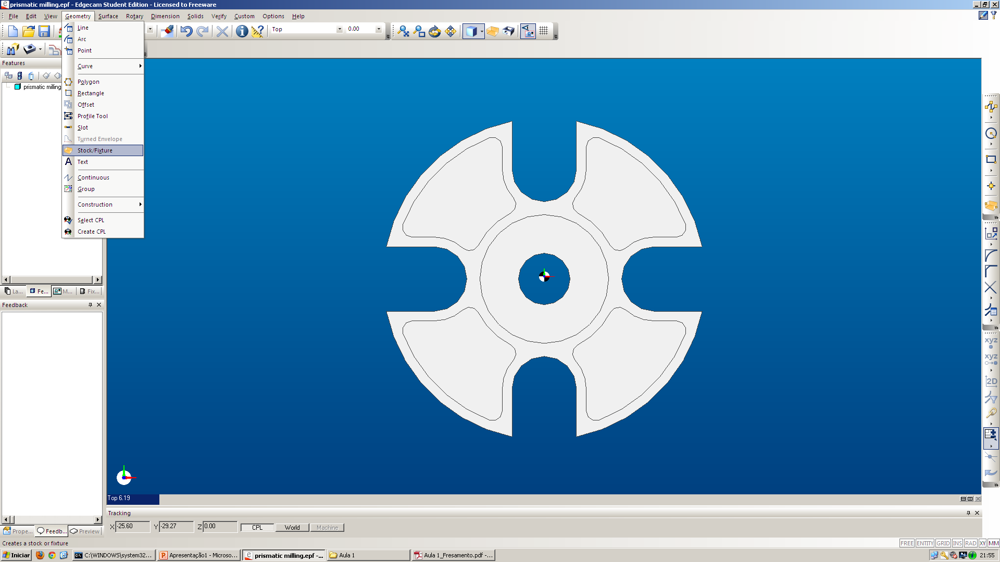 prismatic milling.epf - Edgecam Student Edition - Licensed to Freeware
File Edit View Geometry Surface Rotary Dimension Solids Verify Custom Options Help
Top 0.00
Line
Arc
Point
Curve
Polygon
Rectangle
Offset
Profile Tool
Slot
Turned Envelope
Stock/Fixture
Text
Continuous
Group
Construction
Select CPL
Create CPL
Features
prismatic milling
La... Fe... M... Fix...
Feedback
Prope... Feedb... Preview
xyz
xyz
2D
Top 6.19
Tracking
X -25.60 Y -29.27 Z 0.00 CPL World Machine
Creates a stock or fixture
FREE ENTITY GRID INS RAD XY MM
Iniciar C:\WINDOWS\system32... Apresentação1 - Microso... prismatic milling.epf -... Aula 1 Aula 1_Fresamento.pdf -... 21:55